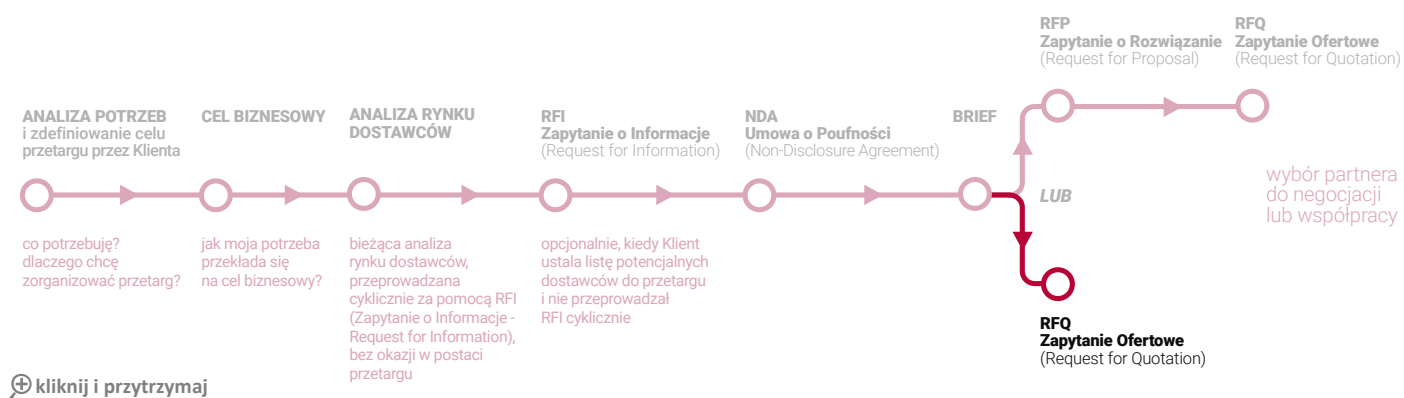 RFP
Zapytanie o Rozwiązanie
(Request for Proposal)
RFQ
Zapytanie Ofertowe
(Request for Quotation)
ANALIZA POTRZEB
i zdefiniowanie celu
przetargu przez Klienta
CEL BIZNESOWY
ANALIZA RYNKU
DOSTAWCÓW
RFI
Zapytanie o Informacje
(Request for Information)
NDA
Umowa o Poufności
(Non-Disclosure Agreement)
BRIEF
LUB
wybór partnera
do negocjacji
lub współpracy
co potrzebuję?
dlaczego chcę
zorganizować przetarg?
jak moja potrzeba
przekłada się
na cel biznesowy?
bieżąca analiza
rynku dostawców,
przeprowadzana
cyklicznie za pomocą RFI
(Zapytanie o Informacje -
Request for Information),
bez okazji w postaci
przetargu
opcjonalnie, kiedy Klient
ustala listę potencjalnych
dostawców do przetargu
i nie przeprowadzał
RFI cyklicznie
RFQ
Zapytanie Ofertowe
(Request for Quotation)
kliknij i przytrzymaj